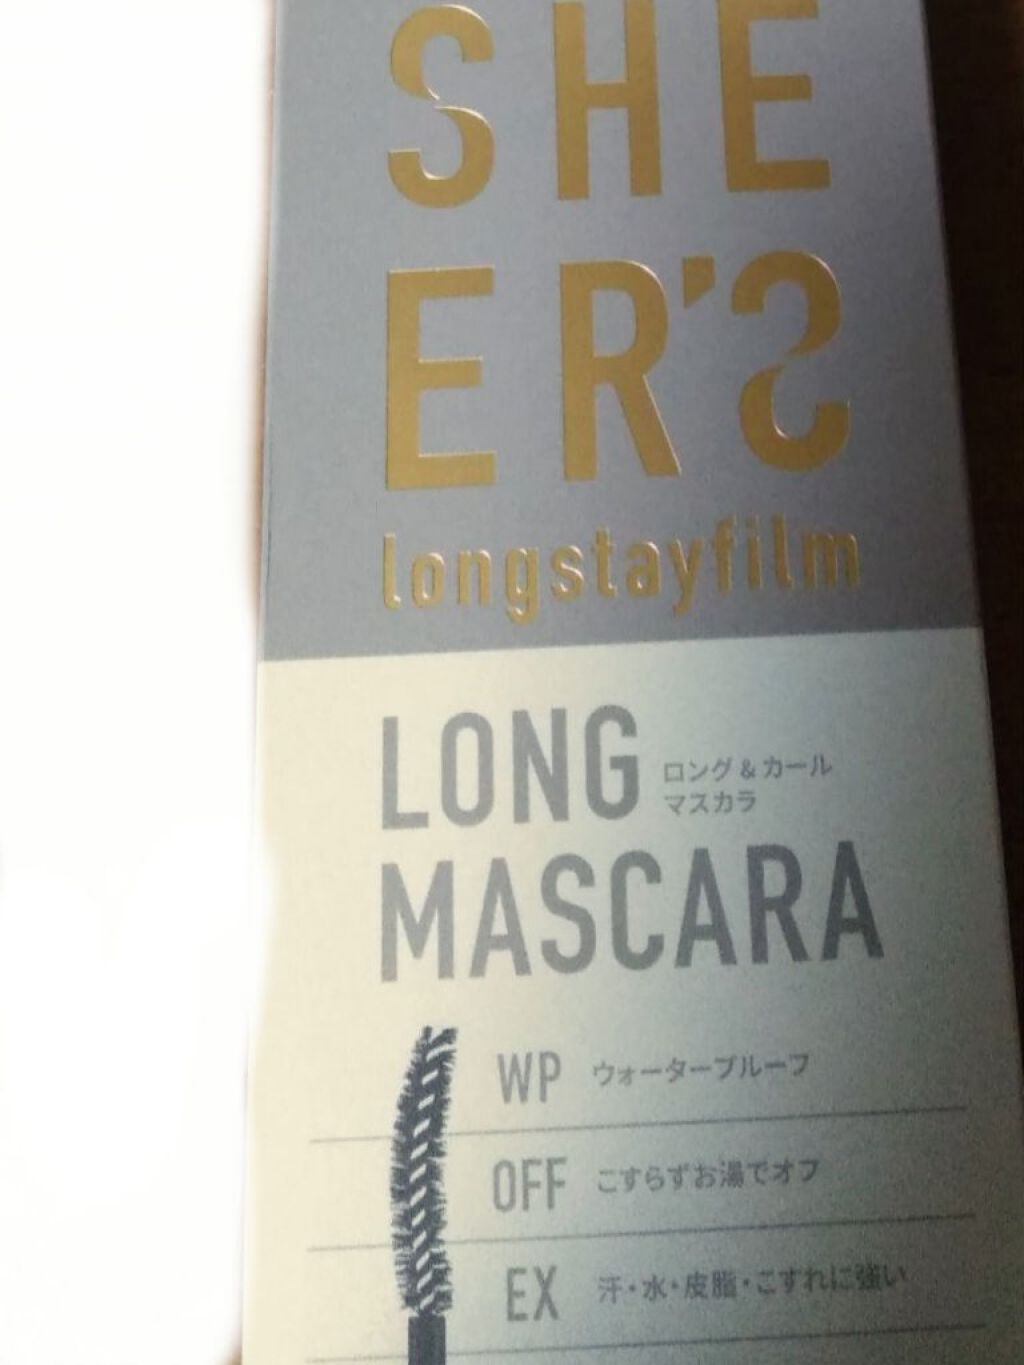 SHE
ER'S
longstayfilm
LONG
ロング&カール
マスカラ
MASCARA
WP ウォータープルーフ
OFF こすらずお湯でオフ
EX 汗・水・皮脂・こすれに強い